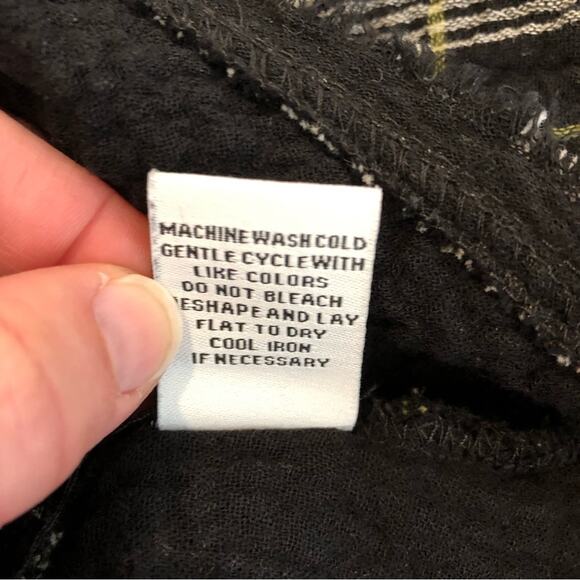 MACHINE WASH COLD
GENTLE CYCLE WITH
LIKE COLORS
DO NOT BLEACH
ESHAPE AND LAY
FLAT TO DRY
COOL IRON
IF NECESSARY